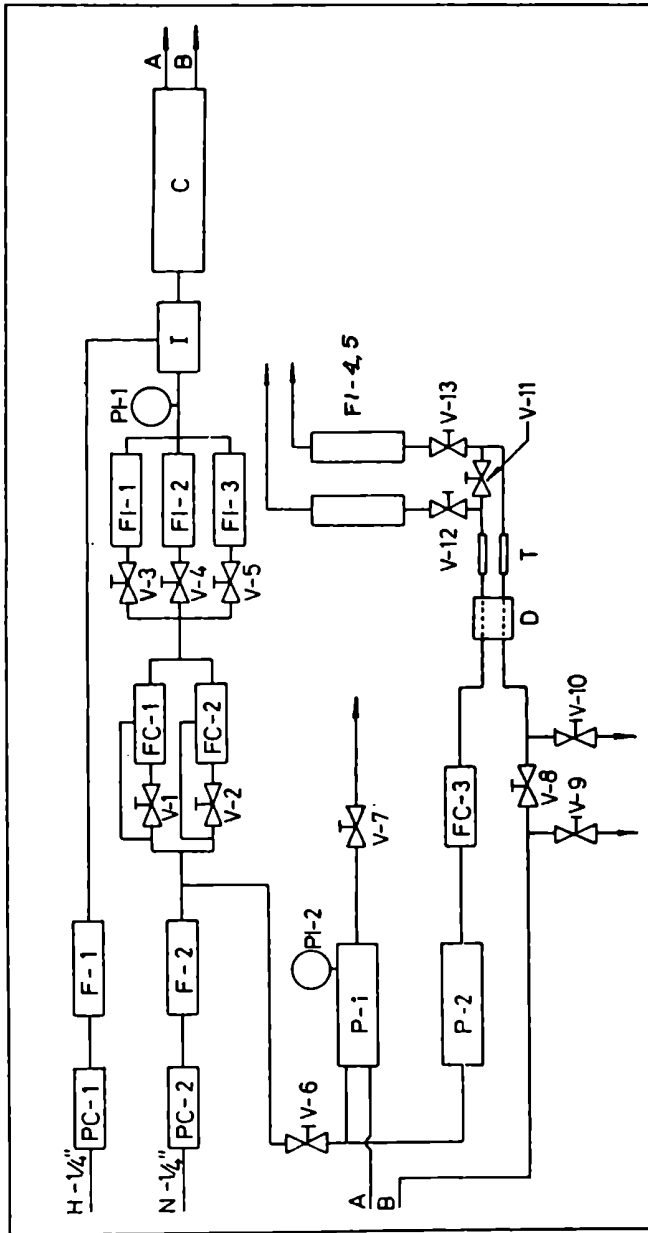 A
B
C
I
PI-1
FI-1
FI-2
FI-3
V-3
V-4
V-5
FC-1
FC-2
V-1
V-2
F-1
F-2
PC-1
PC-2
H-1/4"
N-1/4"
FI-4,5
V-13
V-11
V-12
T
D
V-10
V-8
V-9
V-7
FC-3
PI-2
P-1
P-2
V-6
A
B